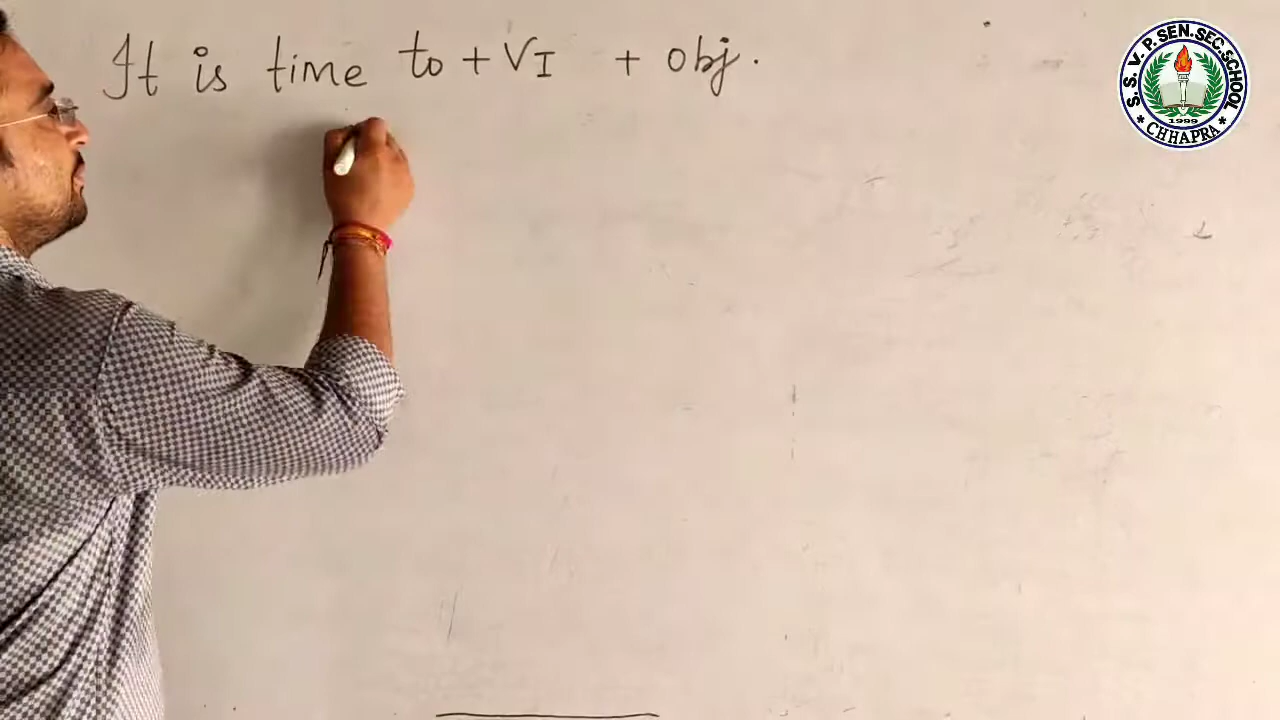 It is time to + VI + obj.
S.S.V.P.SEN.SEC.SCHOOL
1999
* CHHAPRA *